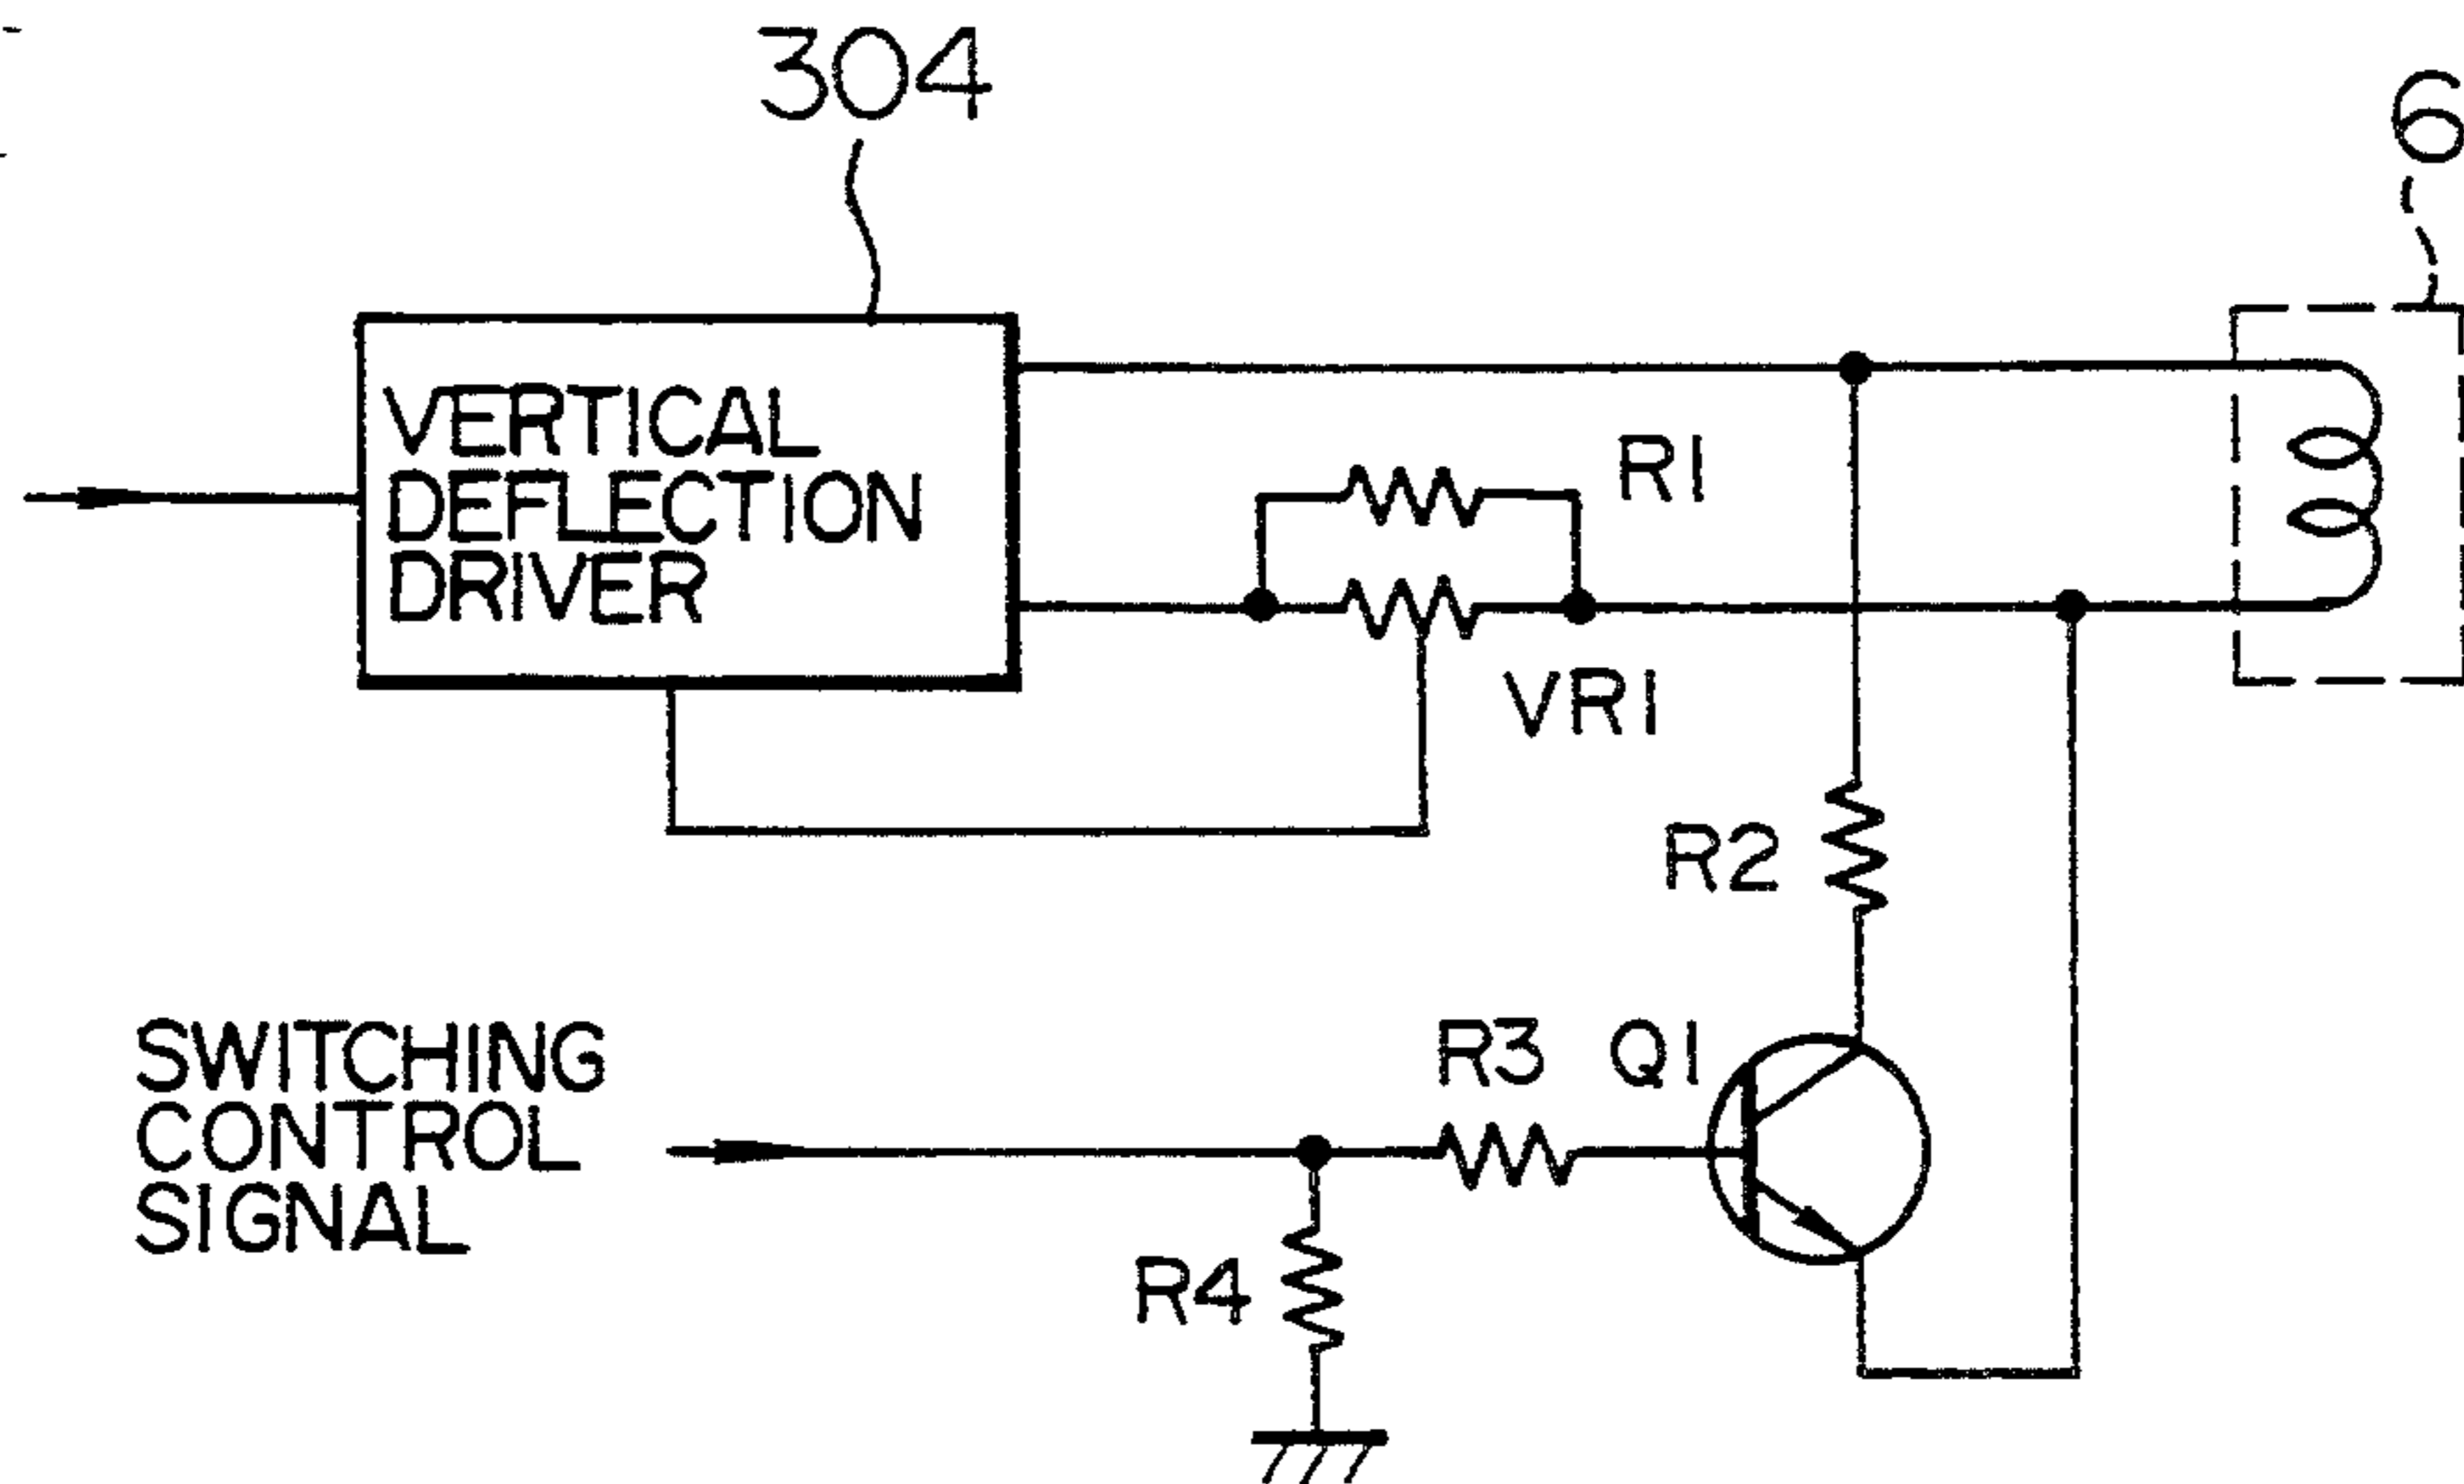 304
6
VERTICAL
DEFLECTION
DRIVER
R1
VR1
R2
SWITCHING
CONTROL
SIGNAL
R3 Q1
R4